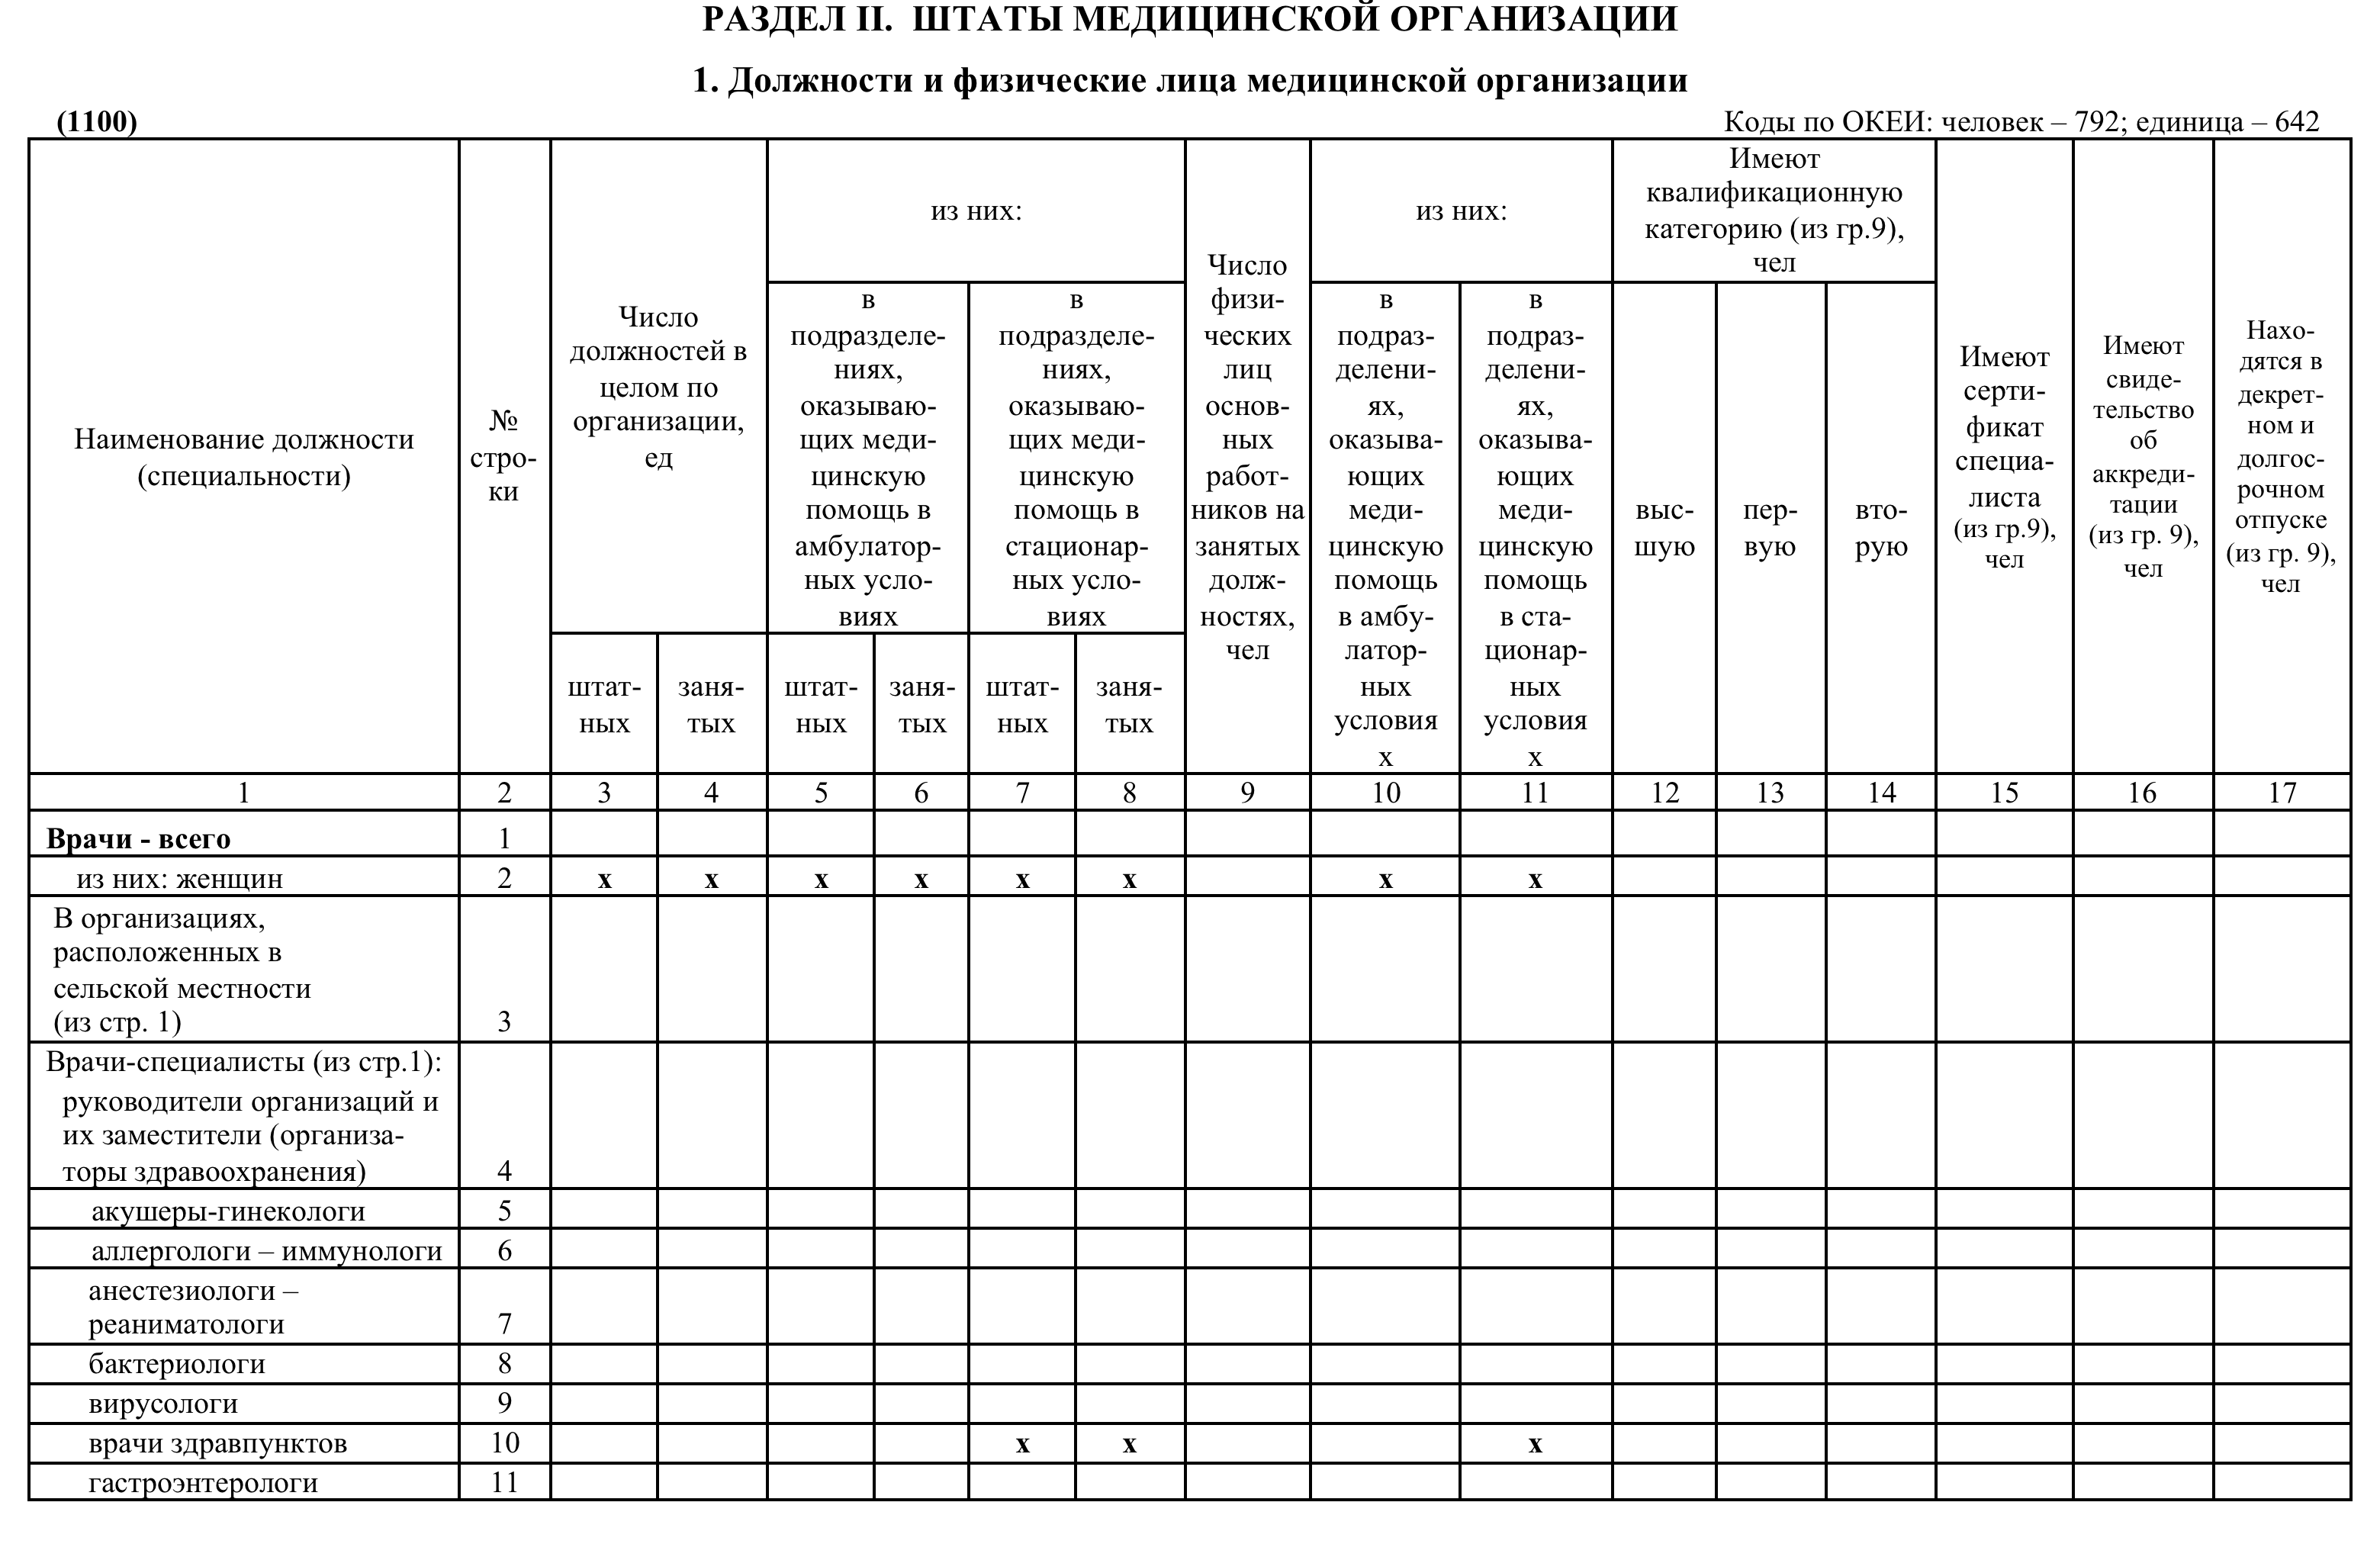 РАЗДЕЛ II.  ШТАТЫ МЕДИЦИНСКОЙ ОРГАНИЗАЦИИ
1. Должности и физические лица медицинской организации
(1100)
Коды по ОКЕИ: человек – 792; единица – 642
Наименование должности
(специальности)
№
стро-
ки
Число
должностей в
целом по
организации,
ед
из них:
в
подразделе-
ниях,
оказываю-
щих меди-
цинскую
помощь в
амбулатор-
ных усло-
виях
в
подразделе-
ниях,
оказываю-
щих меди-
цинскую
помощь в
стационар-
ных усло-
виях
штат-
ных
заня-
тых
штат-
ных
заня-
тых
штат-
ных
заня-
тых
Число
физи-
ческих
лиц
основ-
ных
работ-
ников на
занятых
долж-
ностях,
чел
из них:
в
подраз-
делени-
ях,
оказыва-
ющих
меди-
цинскую
помощь
в амбу-
латор-
ных
условия
х
в
подраз-
делени-
ях,
оказыва-
ющих
меди-
цинскую
помощь
в ста-
ционар-
ных
условия
х
Имеют
квалификационную
категорию (из гр.9),
чел
выс-
шую
пер-
вую
вто-
рую
Имеют
серти-
фикат
специа-
листа
(из гр.9),
чел
Имеют
свиде-
тельство
об
аккреди-
тации
(из гр. 9),
чел
Нахо-
дятся в
декрет-
ном и
долгос-
рочном
отпуске
(из гр. 9),
чел
1 2 3 4 5 6 7 8 9 10 11 12 13 14 15 16 17
Врачи - всего 1
из них: женщин 2 х х х х х х х х
В организациях,
расположенных в
сельской местности
(из стр. 1) 3
Врачи-специалисты (из стр.1):
руководители организаций и
их заместители (организа-
торы здравоохранения) 4
акушеры-гинекологи 5
аллергологи – иммунологи 6
анестезиологи –
реаниматологи 7
бактериологи 8
вирусологи 9
врачи здравпунктов 10 х х х
гастроэнтерологи 11